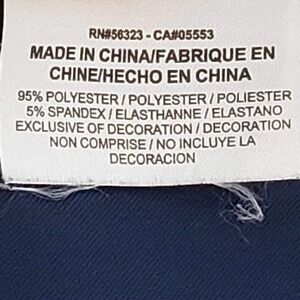 RN#56323 - CA#05553
MADE IN CHINA/FABRIQUE EN
CHINE/HECHO EN CHINA
95% POLYESTER / POLYESTER / POLIESTER
5% SPANDEX / ELASTHANNE / ELASTANO
EXCLUSIVE OF DECORATION / DECORATION
NON COMPRISE / NO INCLUYE LA
DECORACIÓN